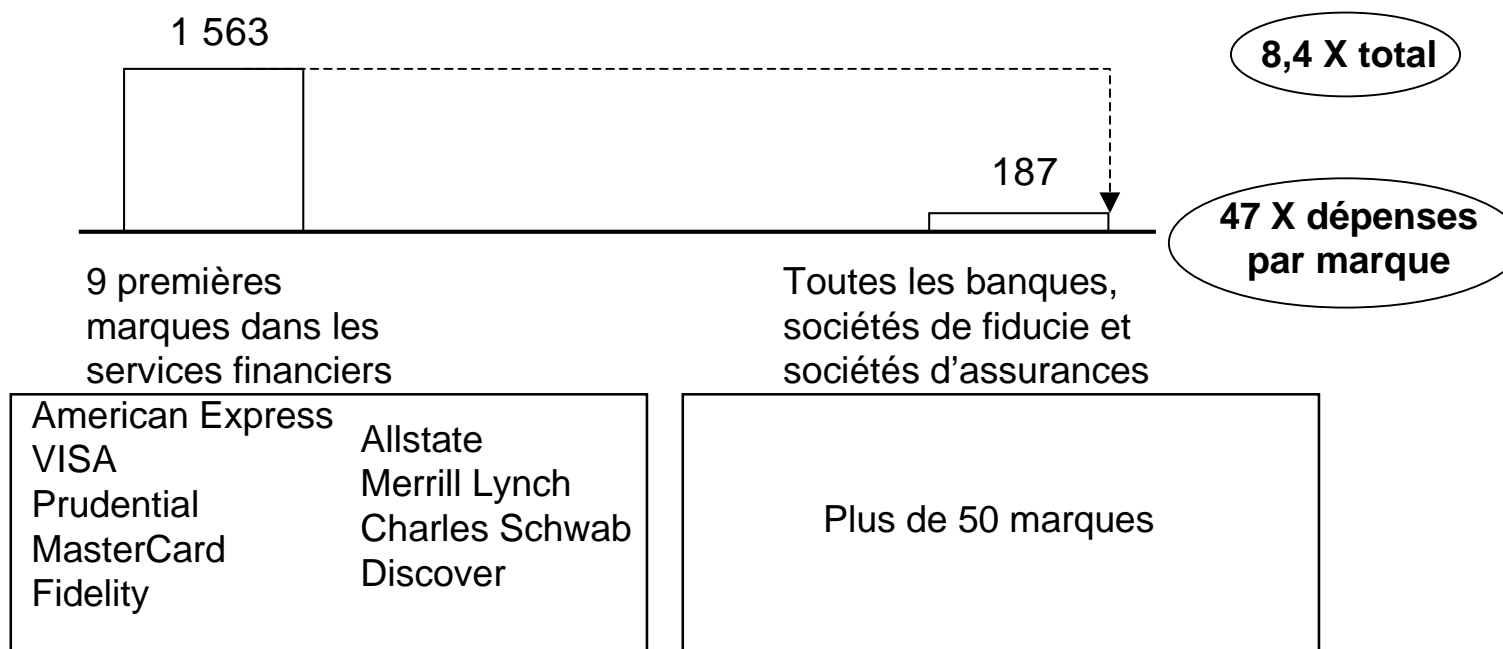 1 563
8,4 X total
187
47 X dépenses
par marque
9 premières
marques dans les
services financiers
Toutes les banques,
sociétés de fiducie et
sociétés d'assurances
American Express
VISA
Prudential
MasterCard
Fidelity
Allstate
Merrill Lynch
Charles Schwab
Discover
Plus de 50 marques